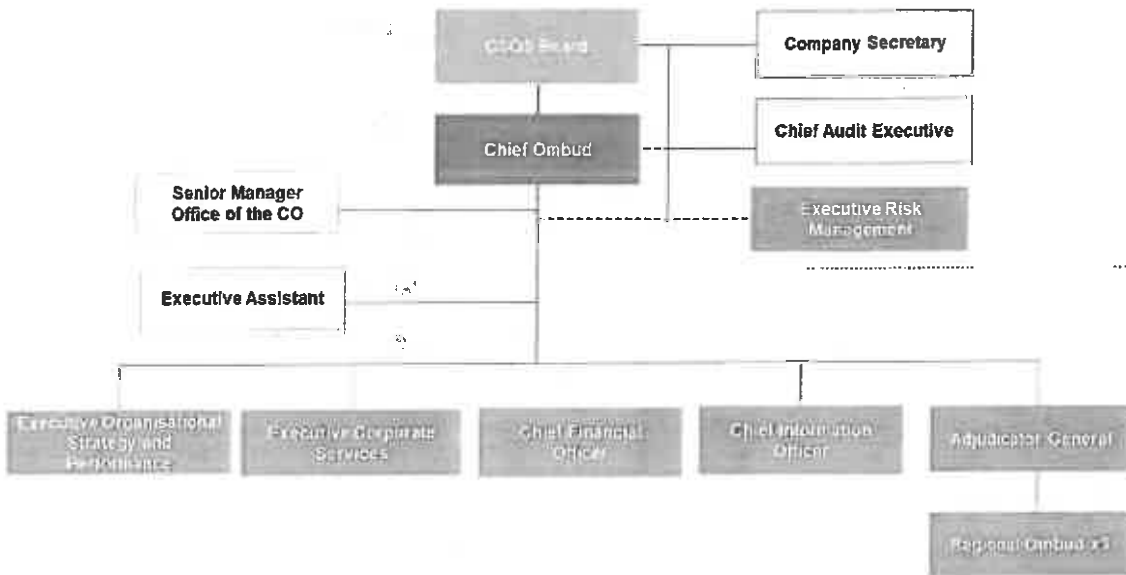 CSOS Board
Company Secretary
Chief Ombud
Chief Audit Executive
Senior Manager
Office of the CO
Executive Risk
Management
Executive Assistant
Executive Organisational
Strategy and
Performance
Executive Corporate
Services
Chief Financial
Officer
Chief Information
Officer
Adjudicator General
Regional Ombud